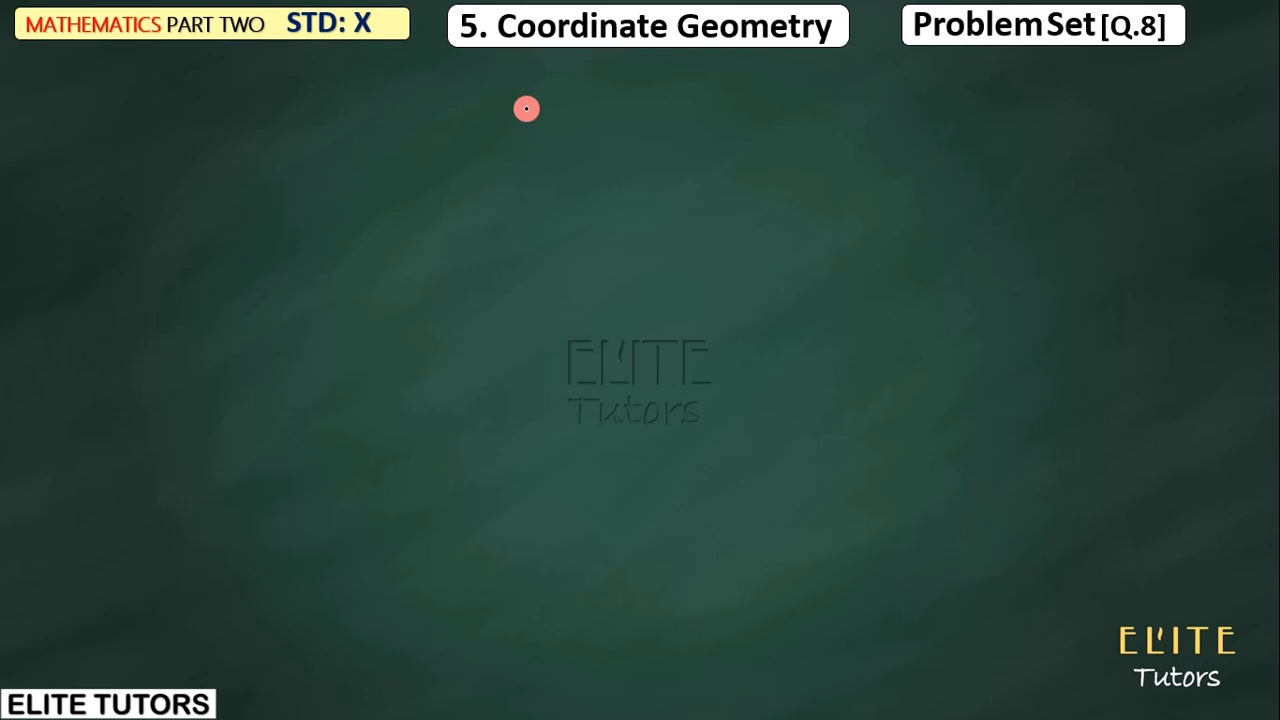 MATHEMATICS PART TWO STD: X
5. Coordinate Geometry
Problem Set [Q.8]
ELITE
Tutors
ELITE
Tutors
ELITE TUTORS